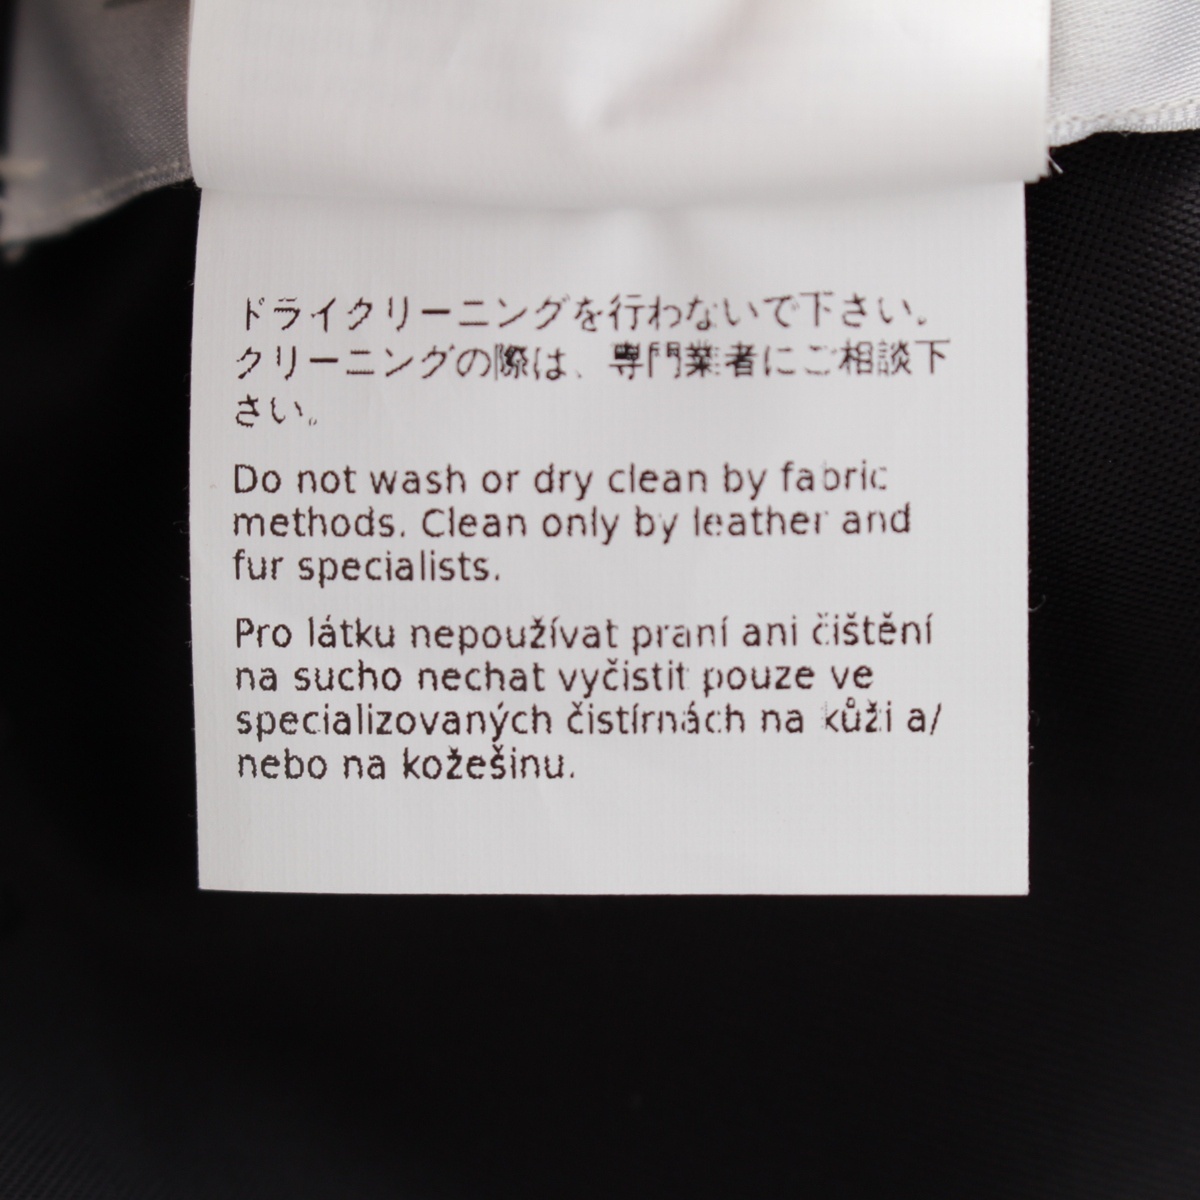 ドライクリーニングを行わないで下さい。
クリーニングの際は、専門業者にご相談下
さい。
Do not wash or dry clean by fabric
methods. Clean only by leather and
fur specialists.
Pro látku nepoužívat praní ani čištění
na sucho nechat vyčistit pouze ve
specializovaných čistírnách na kůži a/
nebo na kožešinu.